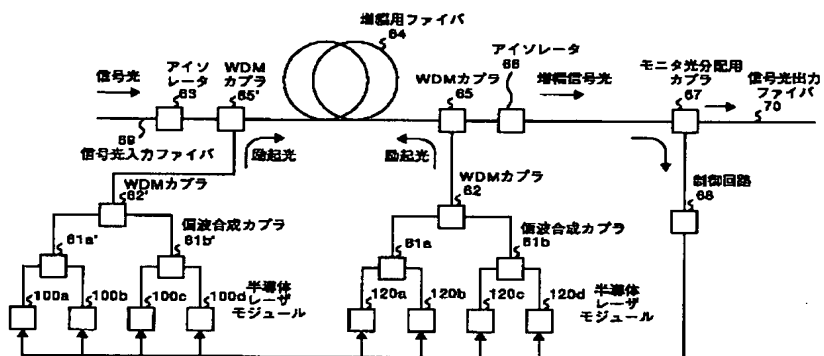 増幅用ファイバ
64
信号光
アイソ
レータ
63
WDM
カプラ
65'
WDMカプラ
65
アイソレータ
66
増幅信号光
モニタ光分配用
カプラ
67
信号光出力
ファイバ
70
69
信号光入力ファイバ
励起光
励起光
WDMカプラ
62'
WDMカプラ
62
制御回路
68
61a'
偏波合成カプラ
61b'
61a
偏波合成カプラ
61b
100a
100b
100c
100d
半導体
レーザ
モジュール
120a
120b
120c
120d
半導体
レーザ
モジュール